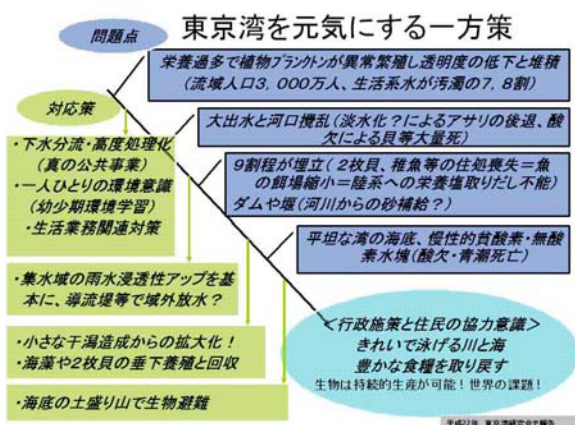 東京湾を元気にする一方策
問題点
栄養過多で植物プランクトンが異常繁殖し透明度の低下と堆積
(流域人口3,000万人、生活系水が汚濁の7,8割)
対応策
大出水と河口攪乱(淡水化?によるアサリの後退、酸
欠による貝等大量死)
・下水分流・高度処理化
(真の公共事業)
・一人ひとりの環境意識
(幼少期環境学習)
・生活業務関連対策
9割程が埋立(2枚貝、稚魚等の住処喪失=魚
の餌場縮小=陸系への栄養塩取りだし不能)
ダムや堰(河川からの砂補給?)
平坦な湾の海底、慢性的貧酸素・無酸
素水塊(酸欠・青潮死亡)
・集水域の雨水浸透性アップを基
本に、導流堤等で域外放水?
・小さな干潟造成からの拡大化!
・海藻や2枚貝の垂下養殖と回収
・海底の土盛り山で生物避難
<行政施策と住民の協力意識>
きれいで泳げる川と海
豊かな食糧を取り戻す
生物は持続的生産が可能!世界の課題!
平成22年 東京湾研究会で報告